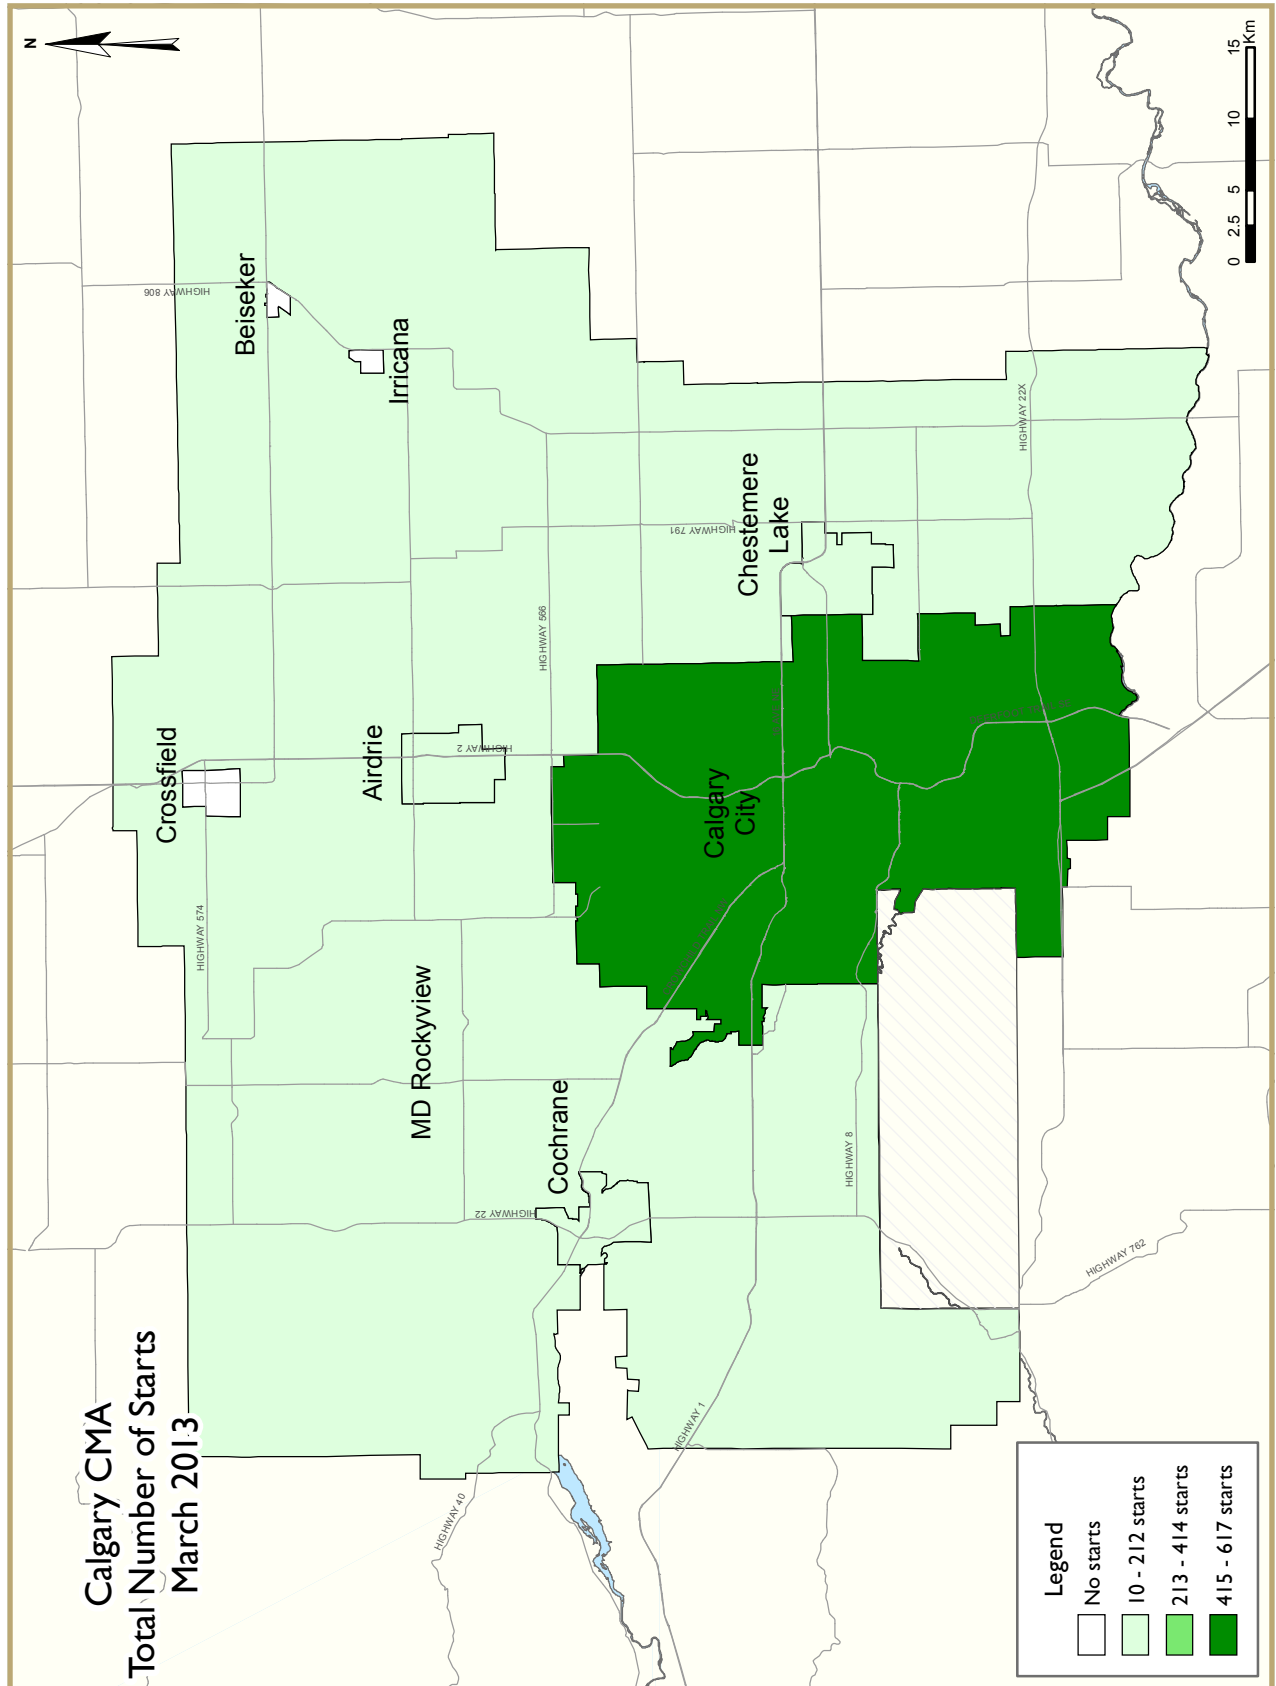 Calgary CMA
Total Number of Starts
March 2013
N
Beiseker
Irricana
Crossfield
Airdrie
MD Rockyview
Cochrane
Chestemere
Lake
Calgary
City
HIGHWAY 806
HIGHWAY 574
HIGHWAY 2
HIGHWAY 566
HIGHWAY 791
HIGHWAY 22X
HIGHWAY 22
HIGHWAY 8
HIGHWAY 1
HIGHWAY 40
HIGHWAY 762
Legend
No starts
10 - 212 starts
213 - 414 starts
415 - 617 starts
0 2.5 5 10 15
Km